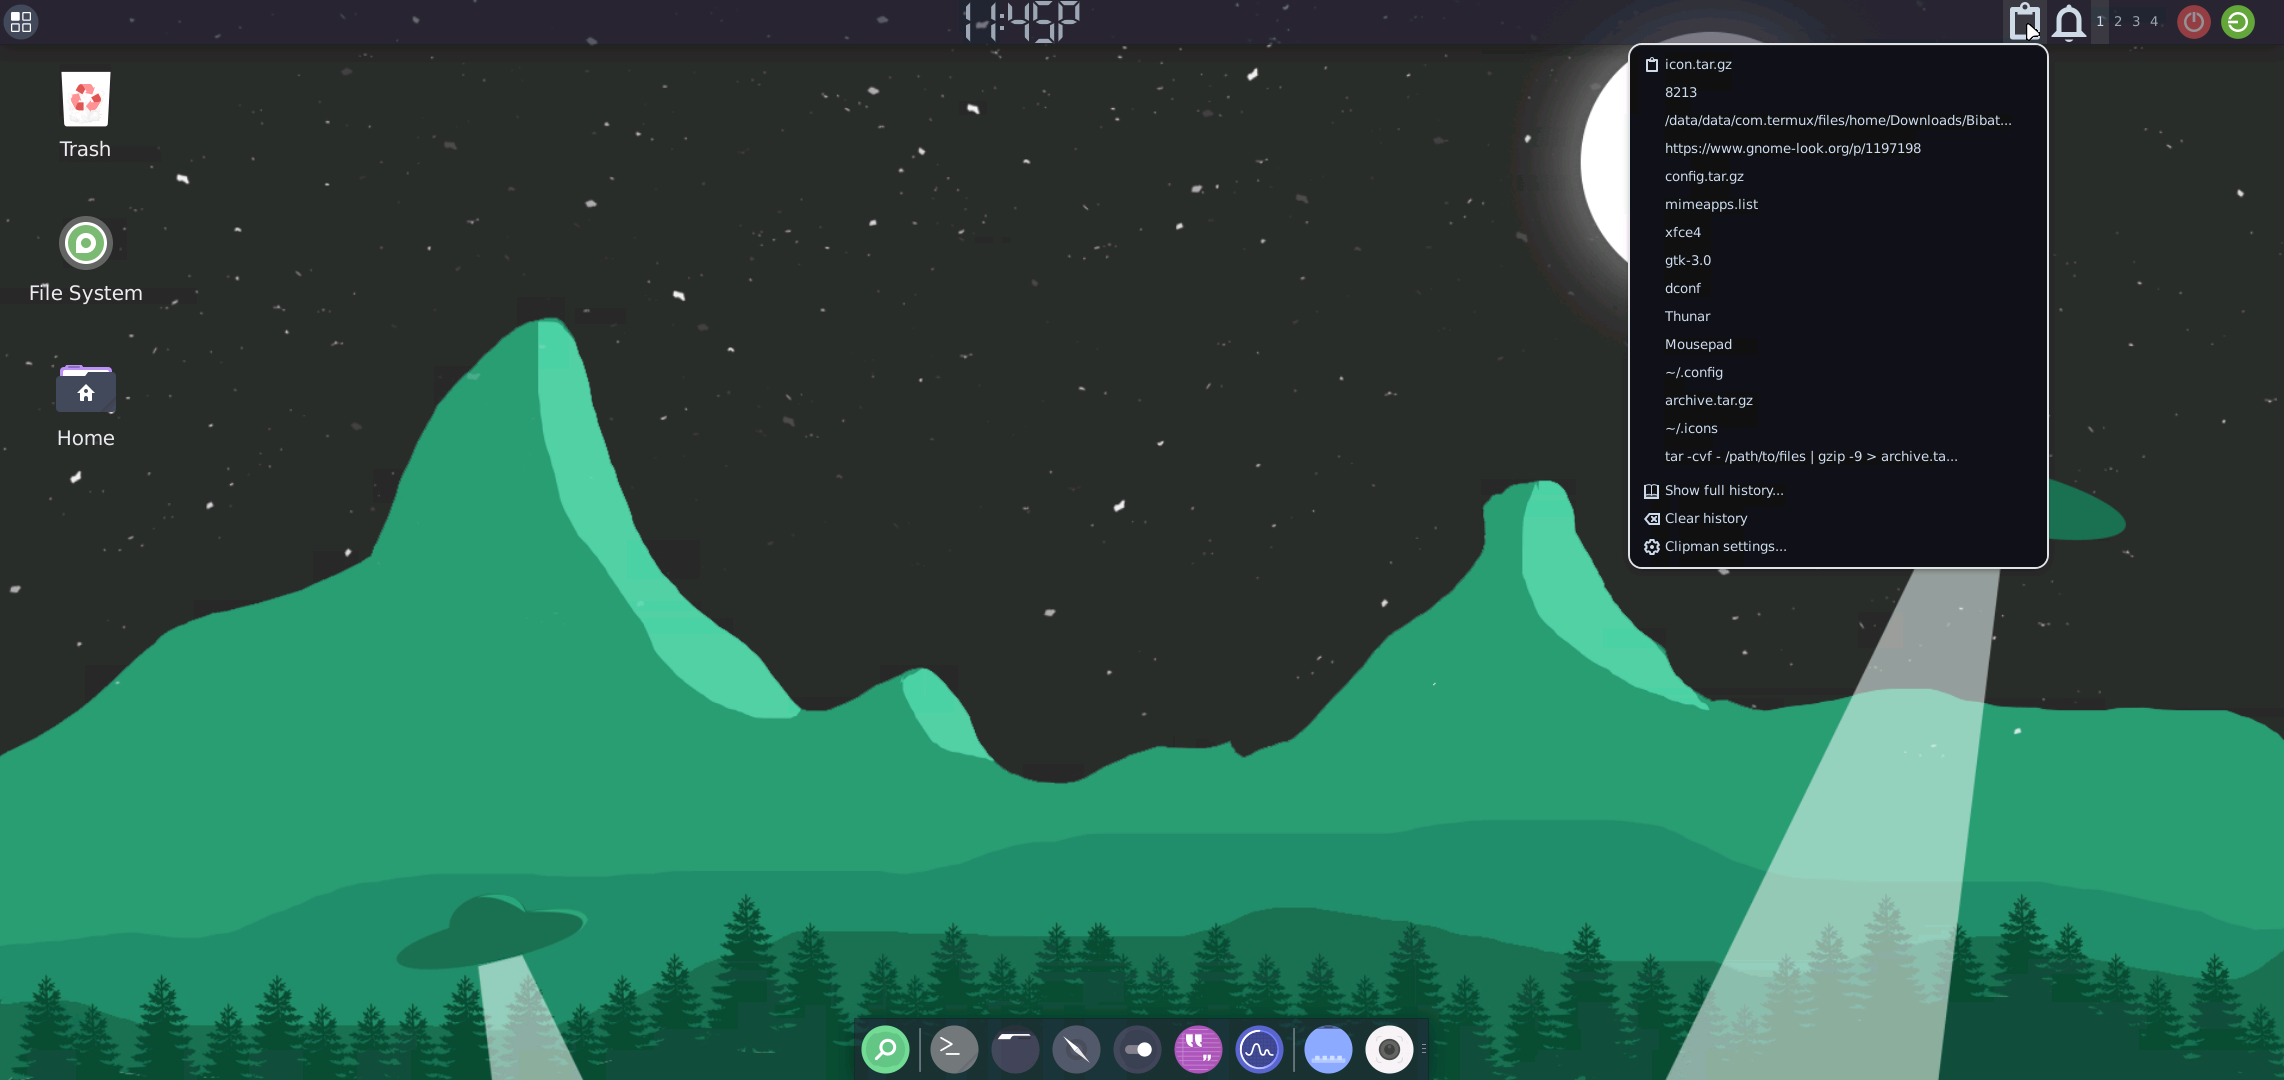 11:45P
1 2 3 4
Trash
File System
Home
icon.tar.gz
8213
/data/data/com.termux/files/home/Downloads/Bibat...
https://www.gnome-look.org/p/1197198
config.tar.gz
mimeapps.list
xfce4
gtk-3.0
dconf
Thunar
Mousepad
~/.config
archive.tar.gz
~/.icons
tar -cvf - /path/to/files | gzip -9 > archive.ta...
Show full history...
Clear history
Clipman settings...